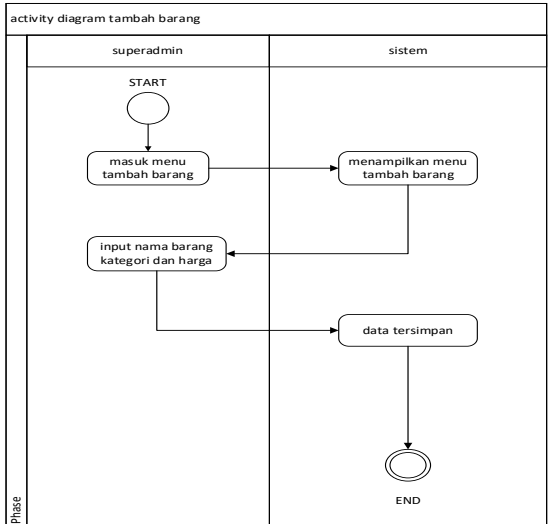 activity diagram tambah barang
superadmin
sistem
START
masuk menu
tambah barang
menampilkan menu
tambah barang
input nama barang
kategori dan harga
data tersimpan
END
Phase